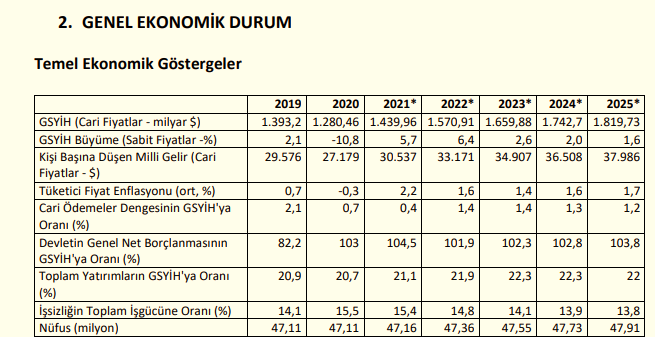 2. GENEL EKONOMİK DURUM
Temel Ekonomik Göstergeler
2019 2020 2021* 2022* 2023* 2024* 2025*
GSYİH (Cari Fiyatlar - milyar $) 1.393,2 1.280,46 1.439,96 1.570,91 1.659,88 1.742,7 1.819,73
GSYİH Büyüme (Sabit Fiyatlar -%) 2,1 -10,8 5,7 6,4 2,6 2,0 1,6
Kişi Başına Düşen Milli Gelir (Cari 29.576 27.179 30.537 33.171 34.907 36.508 37.986
Fiyatlar - $)
Tüketici Fiyat Enflasyonu (ort, %) 0,7 -0,3 2,2 1,6 1,4 1,6 1,7
Cari Ödemeler Dengesinin GSYİH'ya 2,1 0,7 0,4 1,4 1,4 1,3 1,2
Oranı (%)
Devletin Genel Net Borçlanmasının 82,2 103 104,5 101,9 102,3 102,8 103,8
GSYİH'ya Oranı (%)
Toplam Yatırımların GSYİH'ya Oranı 20,9 20,7 21,1 21,9 22,3 22,3 22
(%)
İşsizliğin Toplam İşgücüne Oranı (%) 14,1 15,5 15,4 14,8 14,1 13,9 13,8
Nüfus (milyon) 47,11 47,11 47,16 47,36 47,55 47,73 47,91